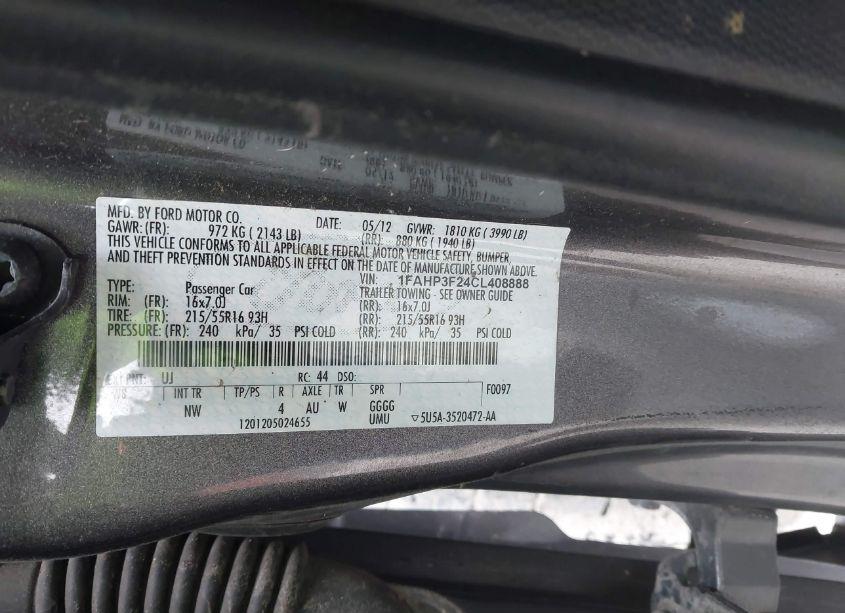 MFD. BY FORD MOTOR CO. DATE: 05/12 GVWR: 1810 KG ( 3990 LB)
GAWR: (FR): 972 KG ( 2143 LB) (RR): 880 KG ( 1940 LB)
THIS VEHICLE CONFORMS TO ALL APPLICABLE FEDERAL MOTOR VEHICLE SAFETY, BUMPER,
AND THEFT PREVENTION STANDARDS IN EFFECT ON THE DATE OF MANUFACTURE SHOWN ABOVE.
VIN: 1FAHP3F24CL408888
TYPE: Passenger Car TRAILER TOWING - SEE OWNER GUIDE
RIM: (FR): 16x7.0J (RR): 16x7.0J
TIRE: (FR): 215/55R16 93H (RR): 215/55R16 93H
PRESSURE: (FR): 240 kPa/ 35 PSI COLD (RR): 240 kPa/ 35 PSI COLD
EXT PNT: UJ RC: 44 DSO:
WB INT TR TP/PS R AXLE TR SPR F0097
NW 4 AU W GGGG
1201205024655 UMU ▽5U5A-3520472-AA